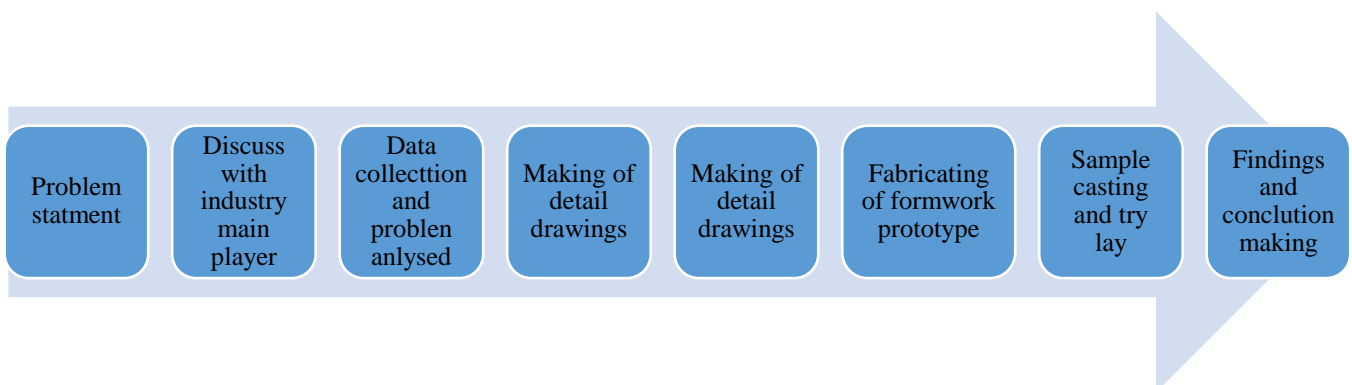 Problem
statment
Discuss
with
industry
main
player
Data
collecttion
and
problen
anlysed
Making of
detail
drawings
Making of
detail
drawings
Fabricating
of formwork
prototype
Sample
casting
and try
lay
Findings
and
conclution
making